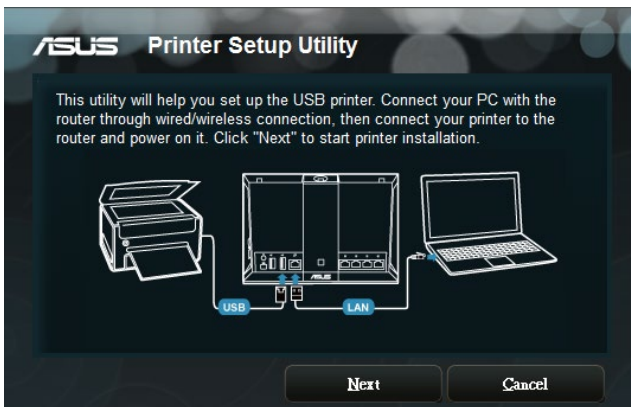 ASUS Printer Setup Utility
This utility will help you set up the USB printer. Connect your PC with the
router through wired/wireless connection, then connect your printer to the
router and power on it. Click "Next" to start printer installation.
ASUS
USB
LAN
Next
Cancel